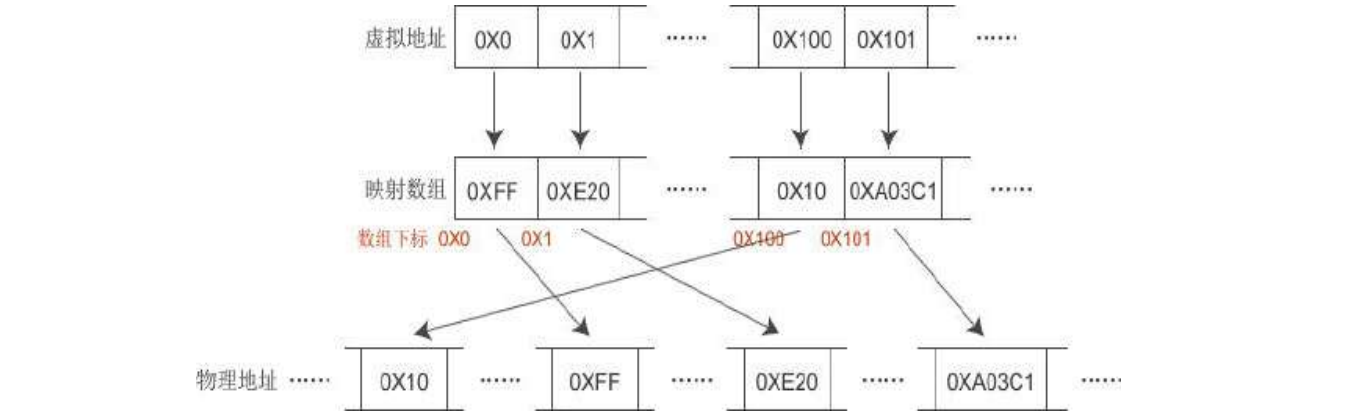 虚拟地址 0X0 0X1 ...... 0X100 0X101 ......
映射数组 0XFF 0XE20 ...... 0X10 0XA03C1 ......
数组下标 0X0 0X1 0X100 0X101
物理地址 ...... 0X10 ...... 0XFF ...... 0XE20 ...... 0XA03C1 ......